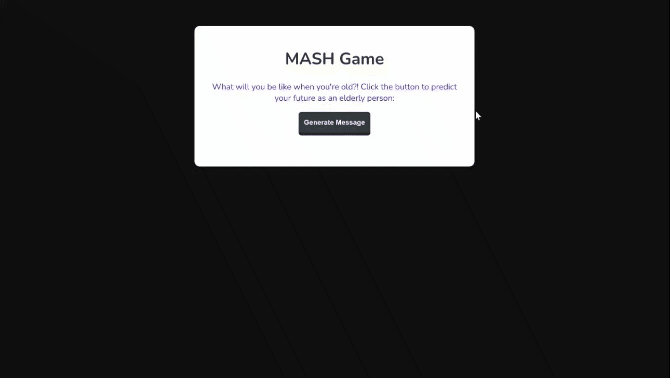 MASH Game
What will you be like when you're old?! Click the button to predict
your future as an elderly person:
Generate Message